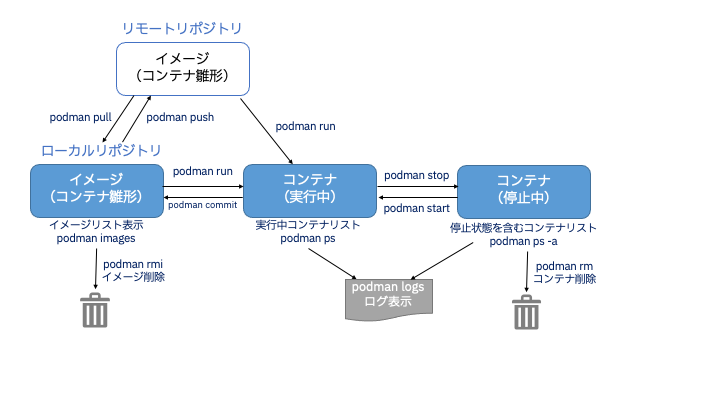 リモートリポジトリ
イメージ
（コンテナ雛形）
podman pull
podman push
podman run
ローカルリポジトリ
イメージ
（コンテナ雛形）
podman run
podman commit
コンテナ
（実行中）
podman stop
podman start
コンテナ
（停止中）
イメージリスト表示
podman images
実行中コンテナリスト
podman ps
停止状態を含むコンテナリスト
podman ps -a
podman rmi
イメージ削除
podman logs
ログ表示
podman rm
コンテナ削除